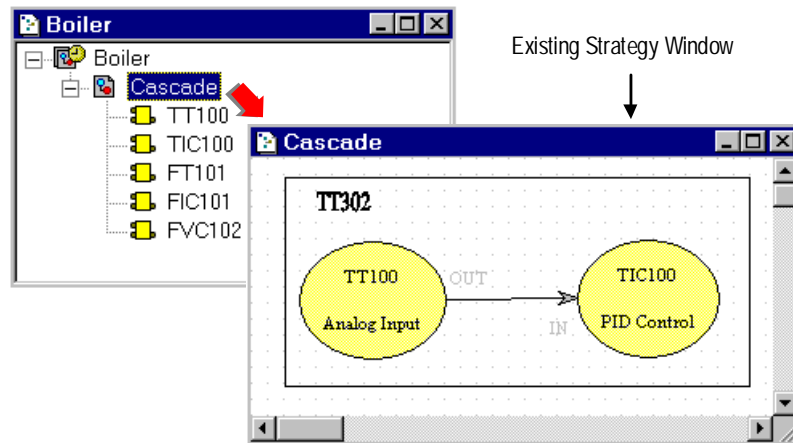 Boiler
Boiler
Cascade
TT100
TIC100
FT101
FIC101
FVC102
Existing Strategy Window
Cascade
TT302
TT100
Analog Input
OUT
IN
TIC100
PID Control